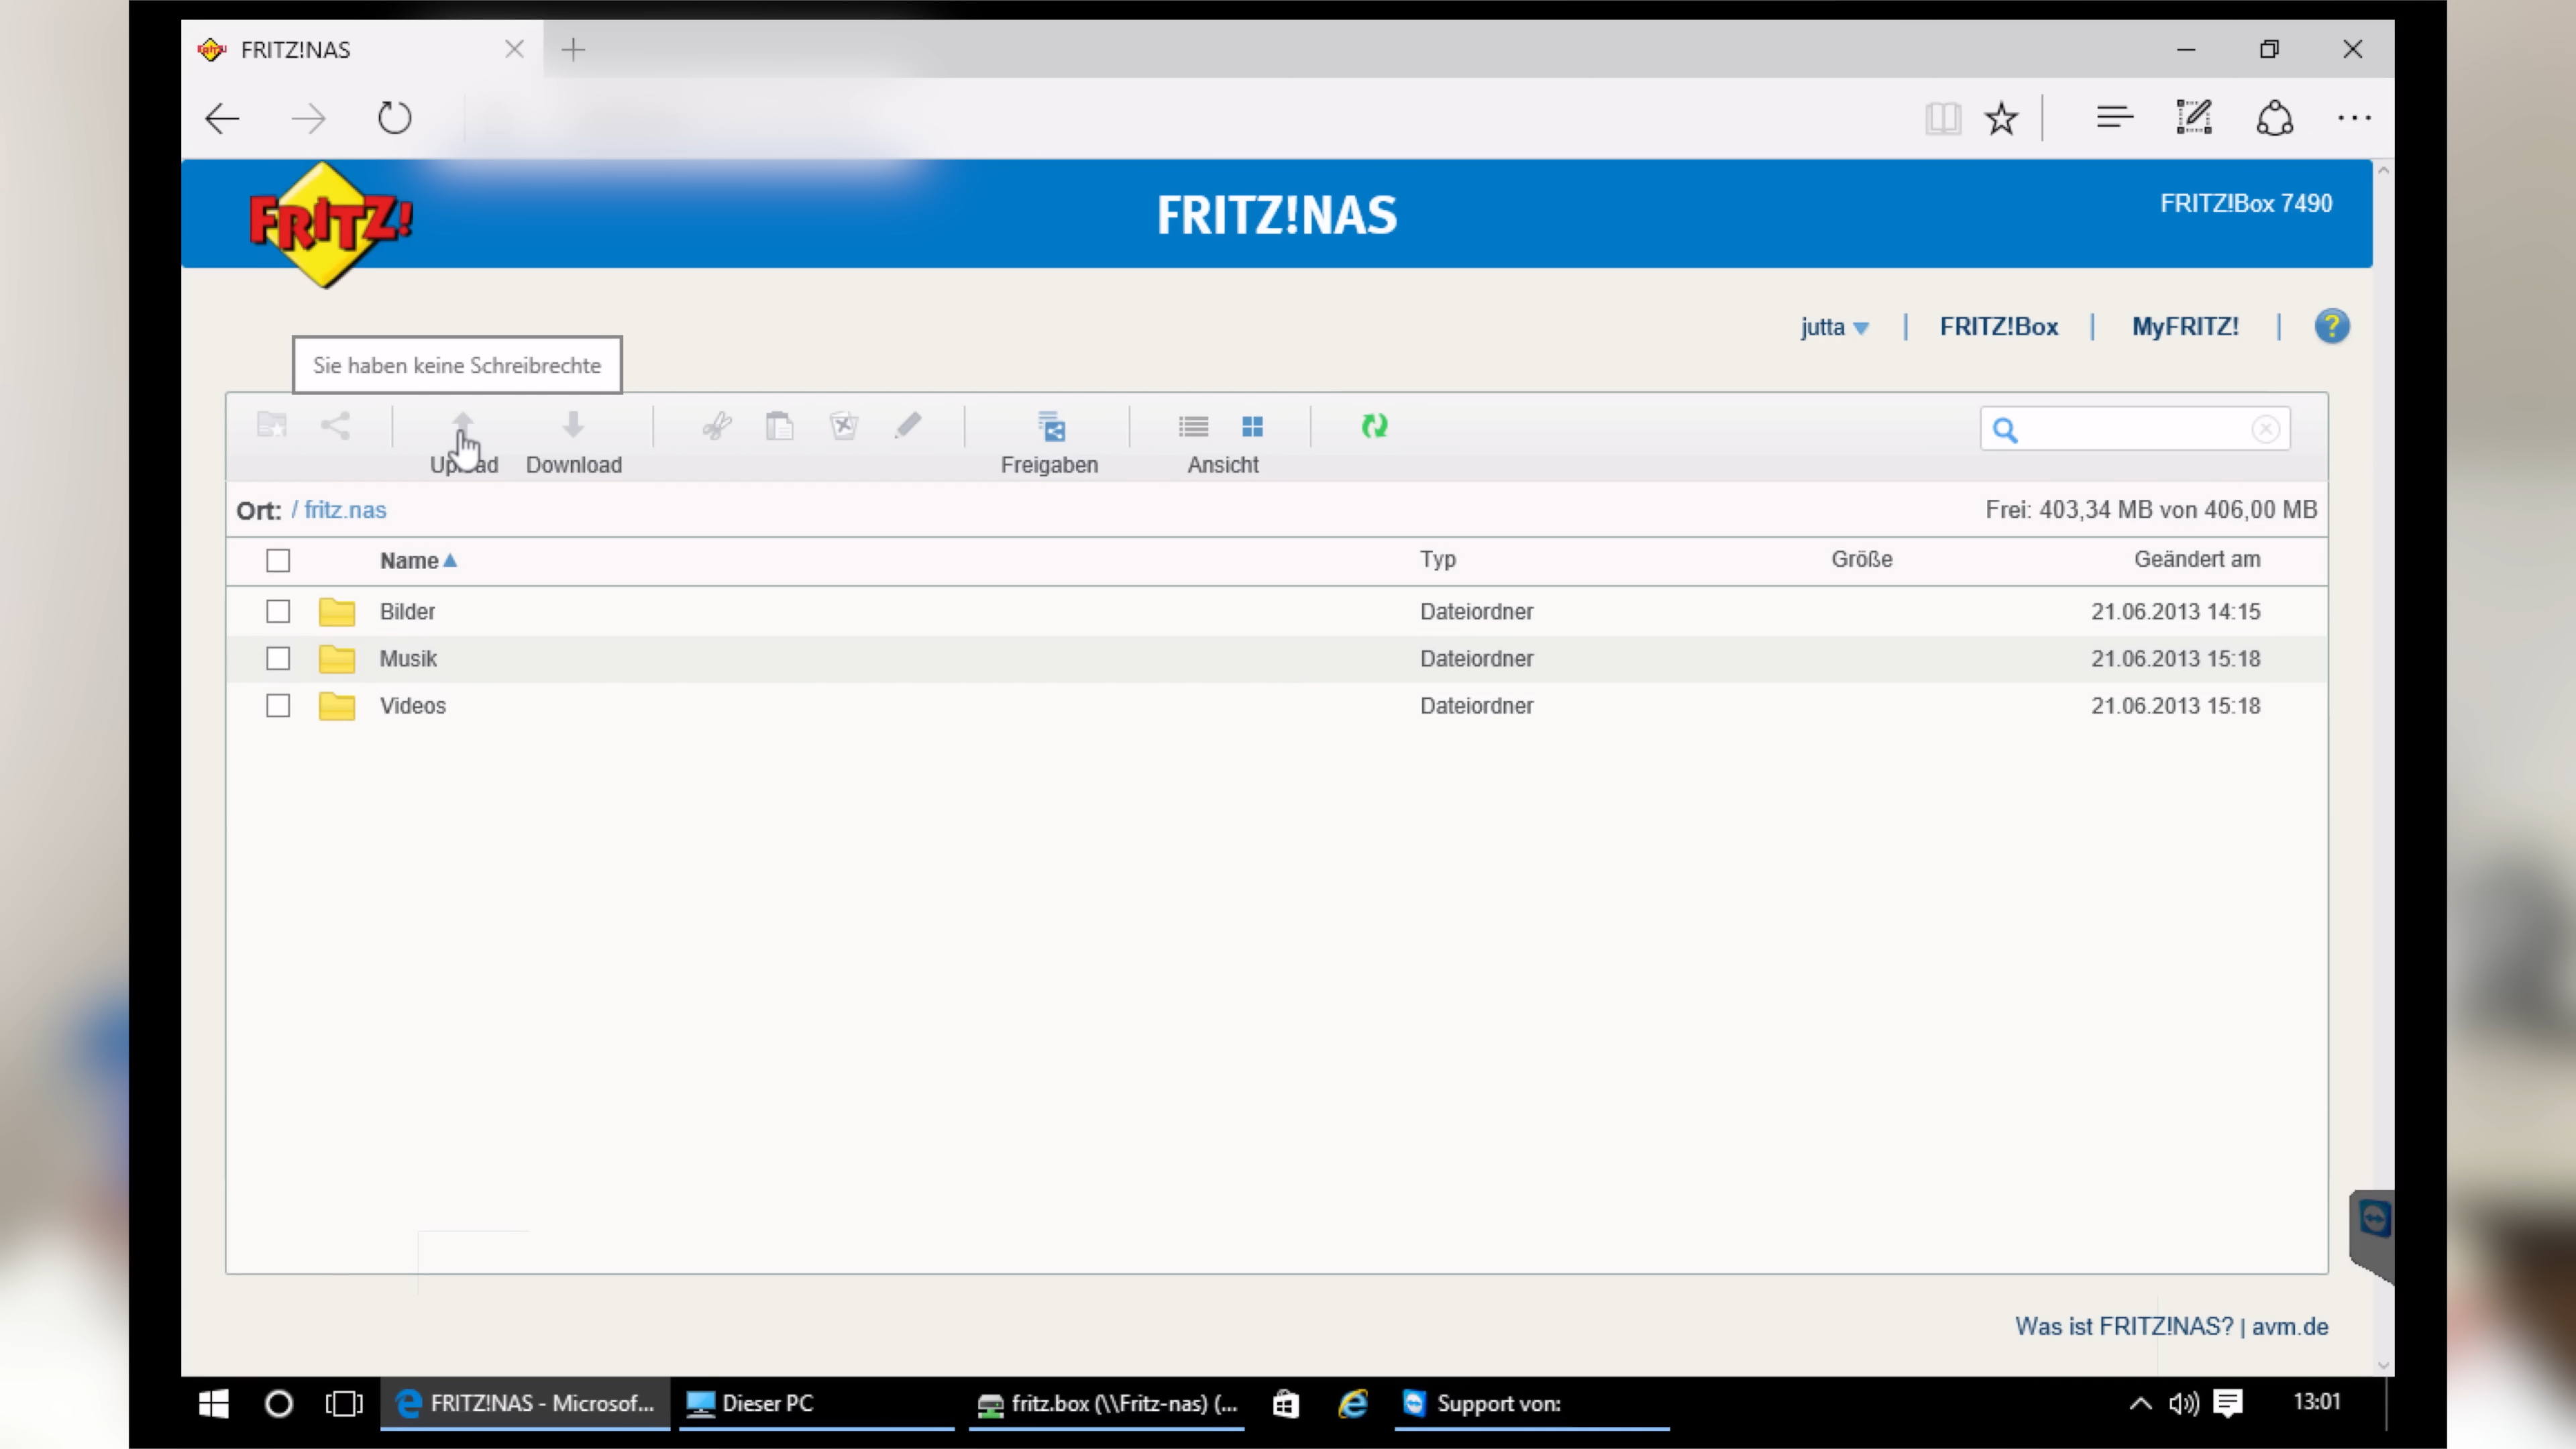 FRITZ!NAS
FRITZ!
FRITZ!NAS
FRITZ!Box 7490
jutta | FRITZ!Box | MyFRITZ! | ?
Sie haben keine Schreibrechte
Upload Download Freigaben Ansicht
Ort: / fritz.nas Frei: 403,34 MB von 406,00 MB
Name Typ Größe Geändert am
Bilder Dateiordner 21.06.2013 14:15
Musik Dateiordner 21.06.2013 15:18
Videos Dateiordner 21.06.2013 15:18
Was ist FRITZ!NAS? | avm.de
FRITZ!NAS - Microsof... Dieser PC fritz.box (\\Fritz-nas) (... Support von: 13:01